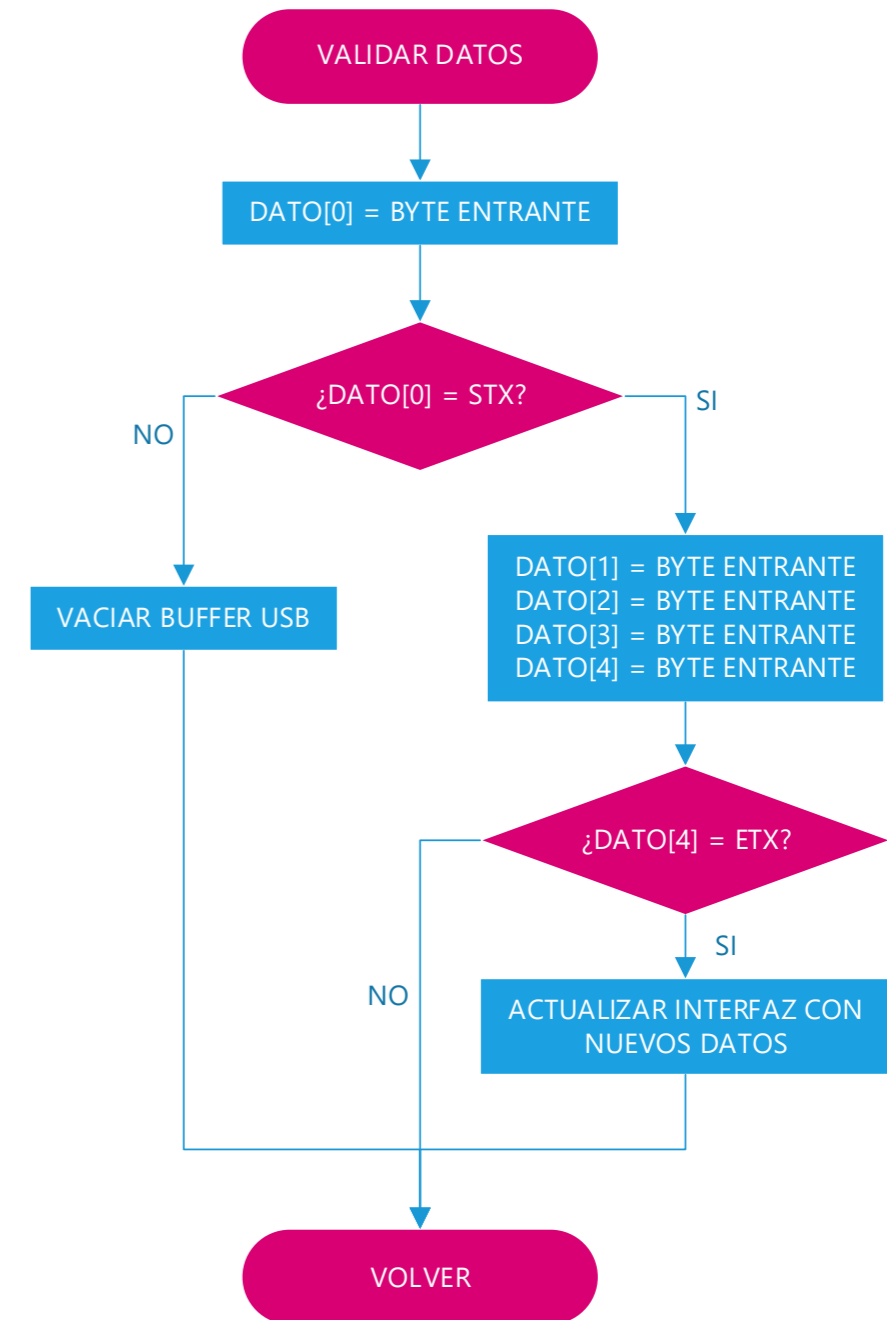 VALIDAR DATOS
DATO[0] = BYTE ENTRANTE
¿DATO[0] = STX?
NO
SI
VACIAR BUFFER USB
DATO[1] = BYTE ENTRANTE
DATO[2] = BYTE ENTRANTE
DATO[3] = BYTE ENTRANTE
DATO[4] = BYTE ENTRANTE
¿DATO[4] = ETX?
SI
NO
ACTUALIZAR INTERFAZ CON
NUEVOS DATOS
VOLVER